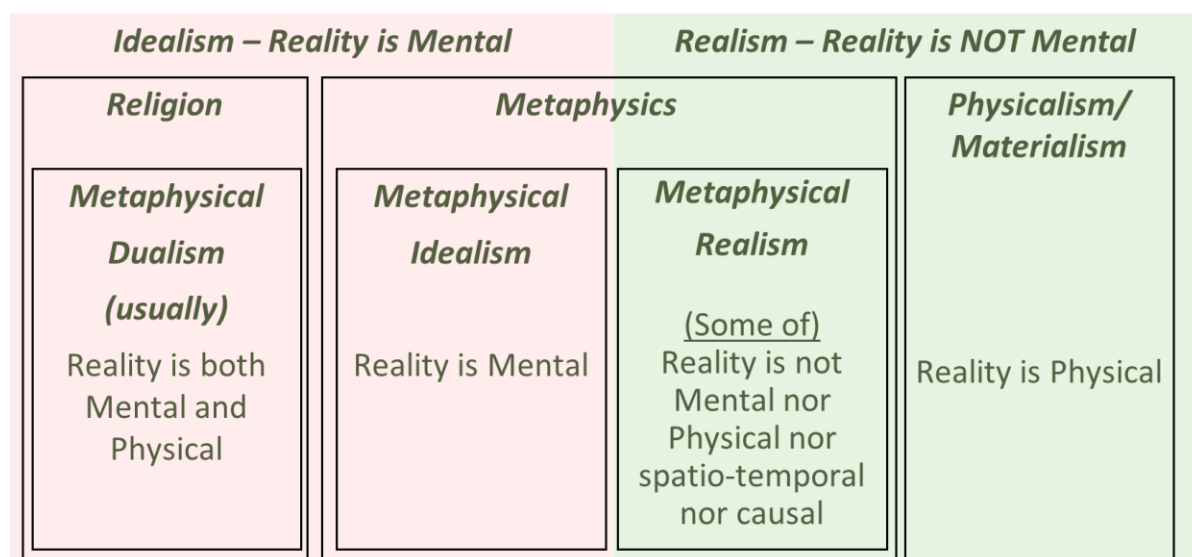 Idealism – Reality is Mental
Realism – Reality is NOT Mental
Religion
Metaphysical
Dualism
(usually)
Reality is both
Mental and
Physical
Metaphysics
Metaphysical
Idealism
Reality is Mental
Metaphysical
Realism
(Some of)
Reality is not
Mental nor
Physical nor
spatio-temporal
nor causal
Physicalism/
Materialism
Reality is Physical